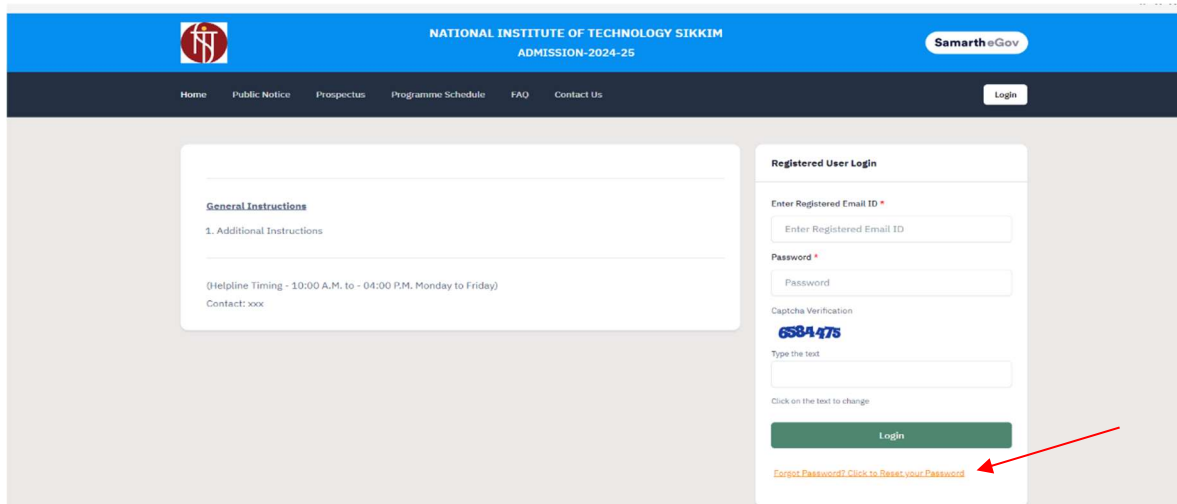 NATIONAL INSTITUTE OF TECHNOLOGY SIKKIM
ADMISSION-2024-25
Samarth eGov
Home Public Notice Prospectus Programme Schedule FAQ Contact Us Login
General Instructions
1. Additional Instructions
(Helpline Timing - 10:00 A.M. to - 04:00 P.M. Monday to Friday)
Contact: xxx
Registered User Login
Enter Registered Email ID *
Enter Registered Email ID
Password *
Password
Captcha Verification
6584475
Type the text
Click on the text to change
Login
Forgot Password? Click to Reset your Password